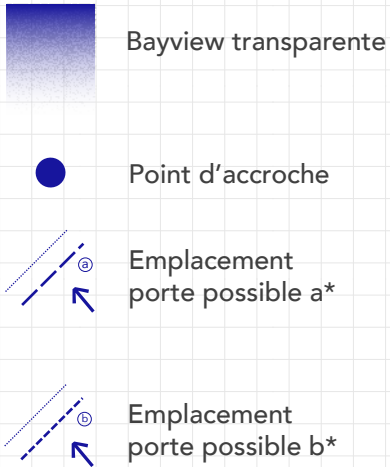 Bayview transparente
Point d'accroche
a
Emplacement
porte possible a*
b
Emplacement
porte possible b*